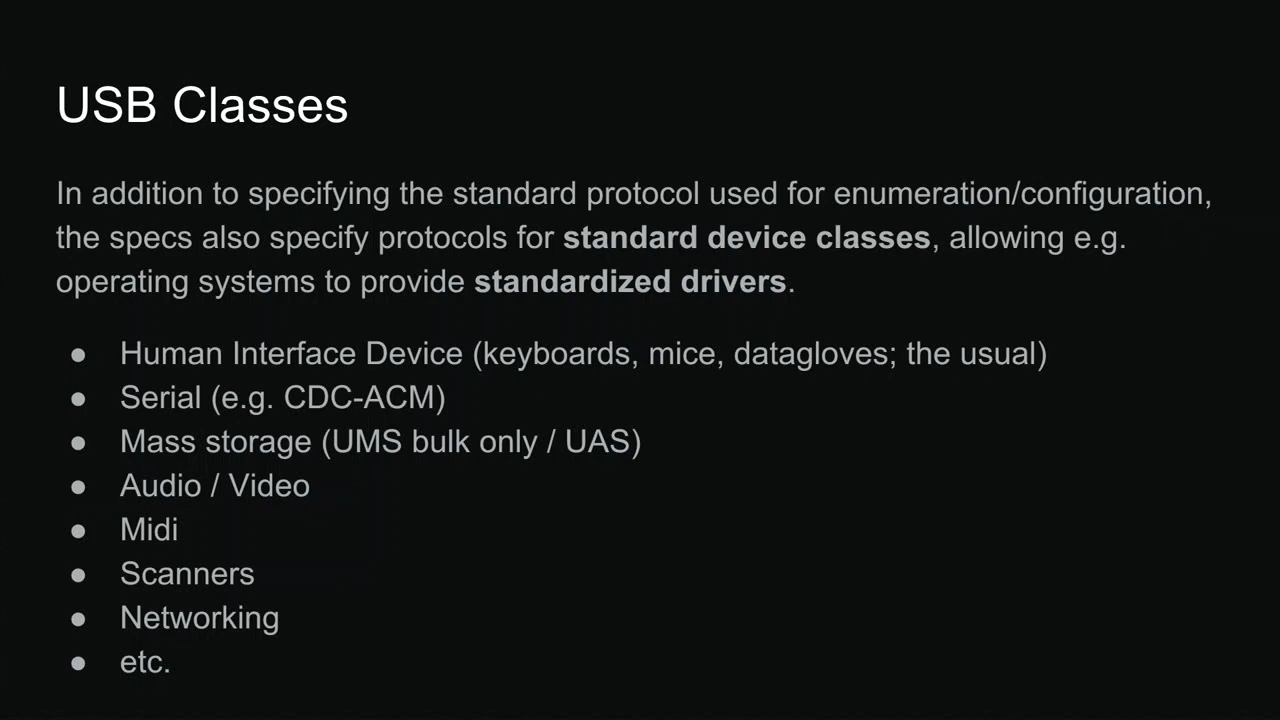 USB Classes
In addition to specifying the standard protocol used for enumeration/configuration,
the specs also specify protocols for standard device classes, allowing e.g.
operating systems to provide standardized drivers.
● Human Interface Device (keyboards, mice, datagloves; the usual)
● Serial (e.g. CDC-ACM)
● Mass storage (UMS bulk only / UAS)
● Audio / Video
● Midi
● Scanners
● Networking
● etc.